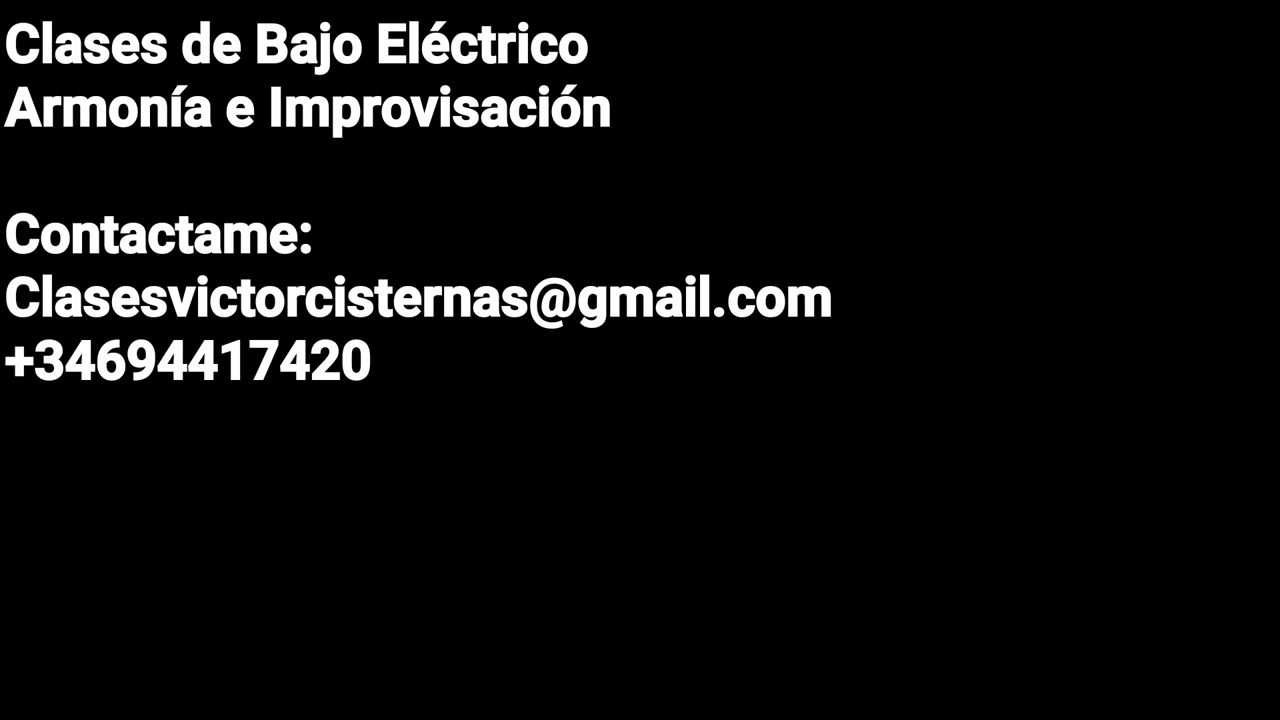 Clases de Bajo Eléctrico
Armonía e Improvisación
Contactame:
Clasesvictorcisternas@gmail.com
+34694417420